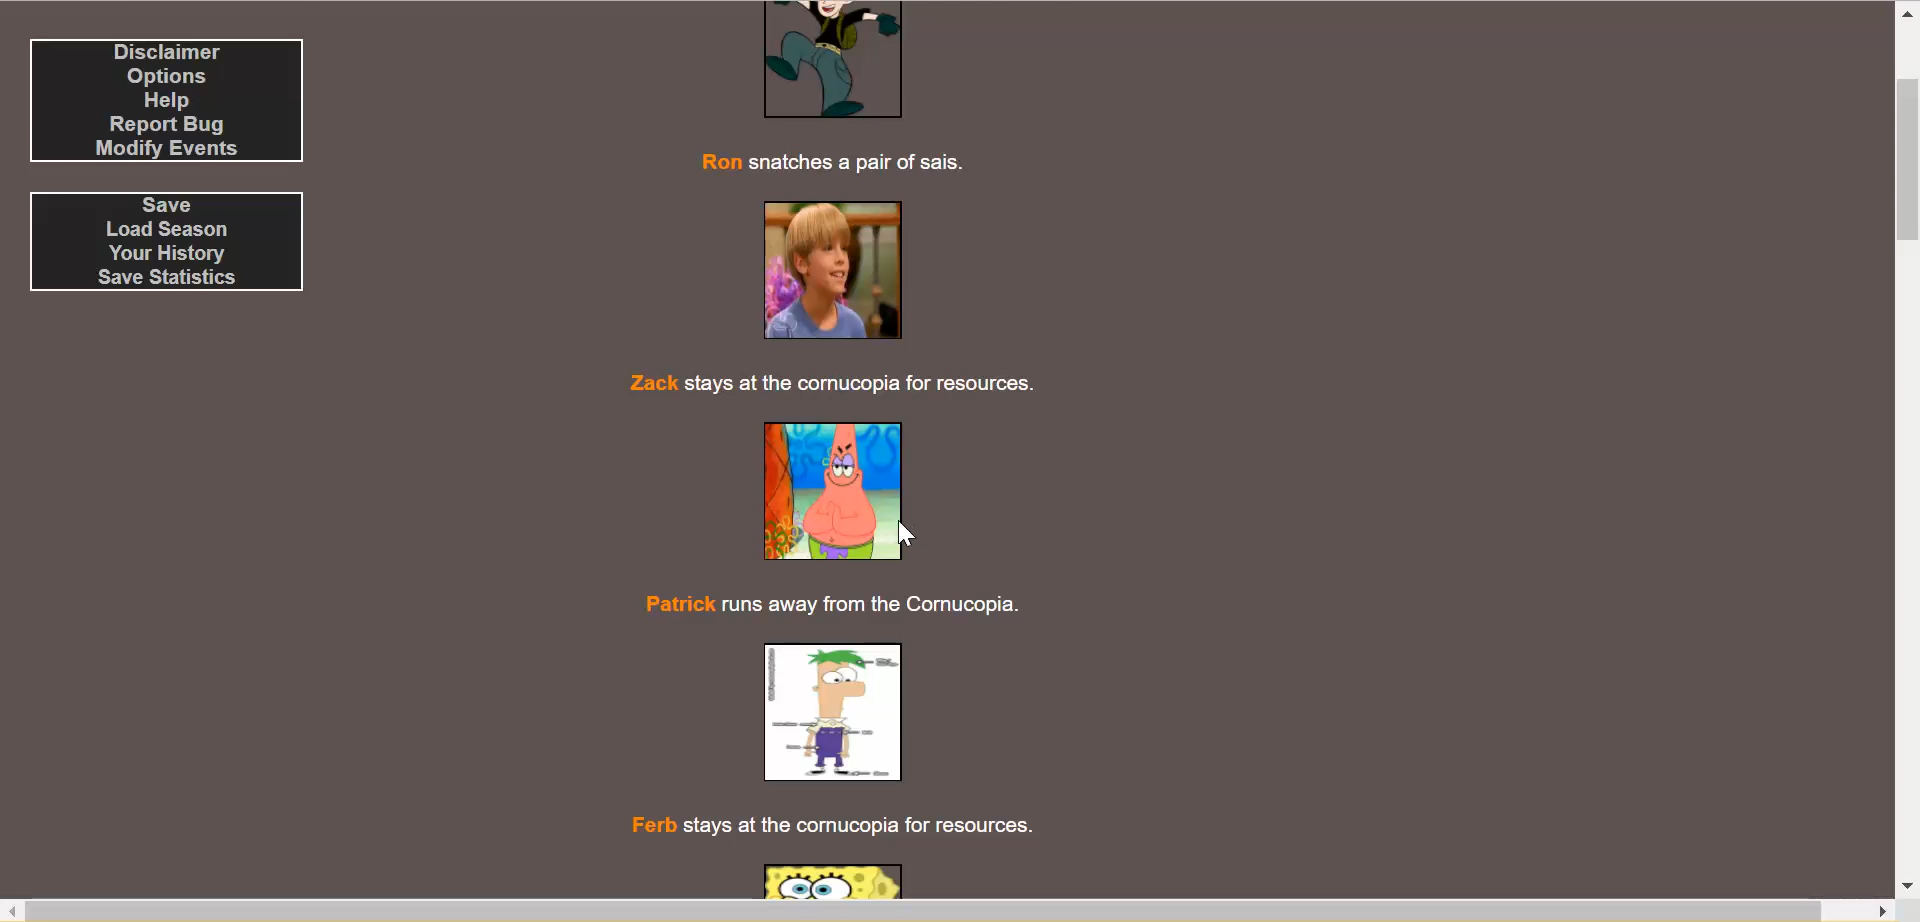 Disclaimer
Options
Help
Report Bug
Modify Events
Save
Load Season
Your History
Save Statistics
Ron snatches a pair of sais.
Zack stays at the cornucopia for resources.
Patrick runs away from the Cornucopia.
Ferb stays at the cornucopia for resources.